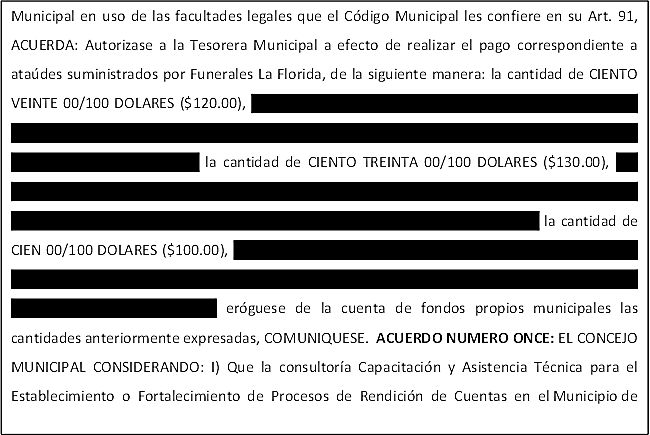 Municipal en uso de las facultades legales que el Código Municipal les confiere en su Art. 91,
ACUERDA: Autorizase a la Tesorera Municipal a efecto de realizar el pago correspondiente a
ataúdes suministrados por Funerales La Florida, de la siguiente manera: la cantidad de CIENTO
VEINTE 00/100 DOLARES ($120.00),
la cantidad de CIENTO TREINTA 00/100 DOLARES ($130.00),
la cantidad de
CIEN 00/100 DOLARES ($100.00),
eróguese de la cuenta de fondos propios municipales las
cantidades anteriormente expresadas, COMUNIQUESE. ACUERDO NUMERO ONCE: EL CONCEJO
MUNICIPAL CONSIDERANDO: I) Que la consultoría Capacitación y Asistencia Técnica para el
Establecimiento o Fortalecimiento de Procesos de Rendición de Cuentas en el Municipio de